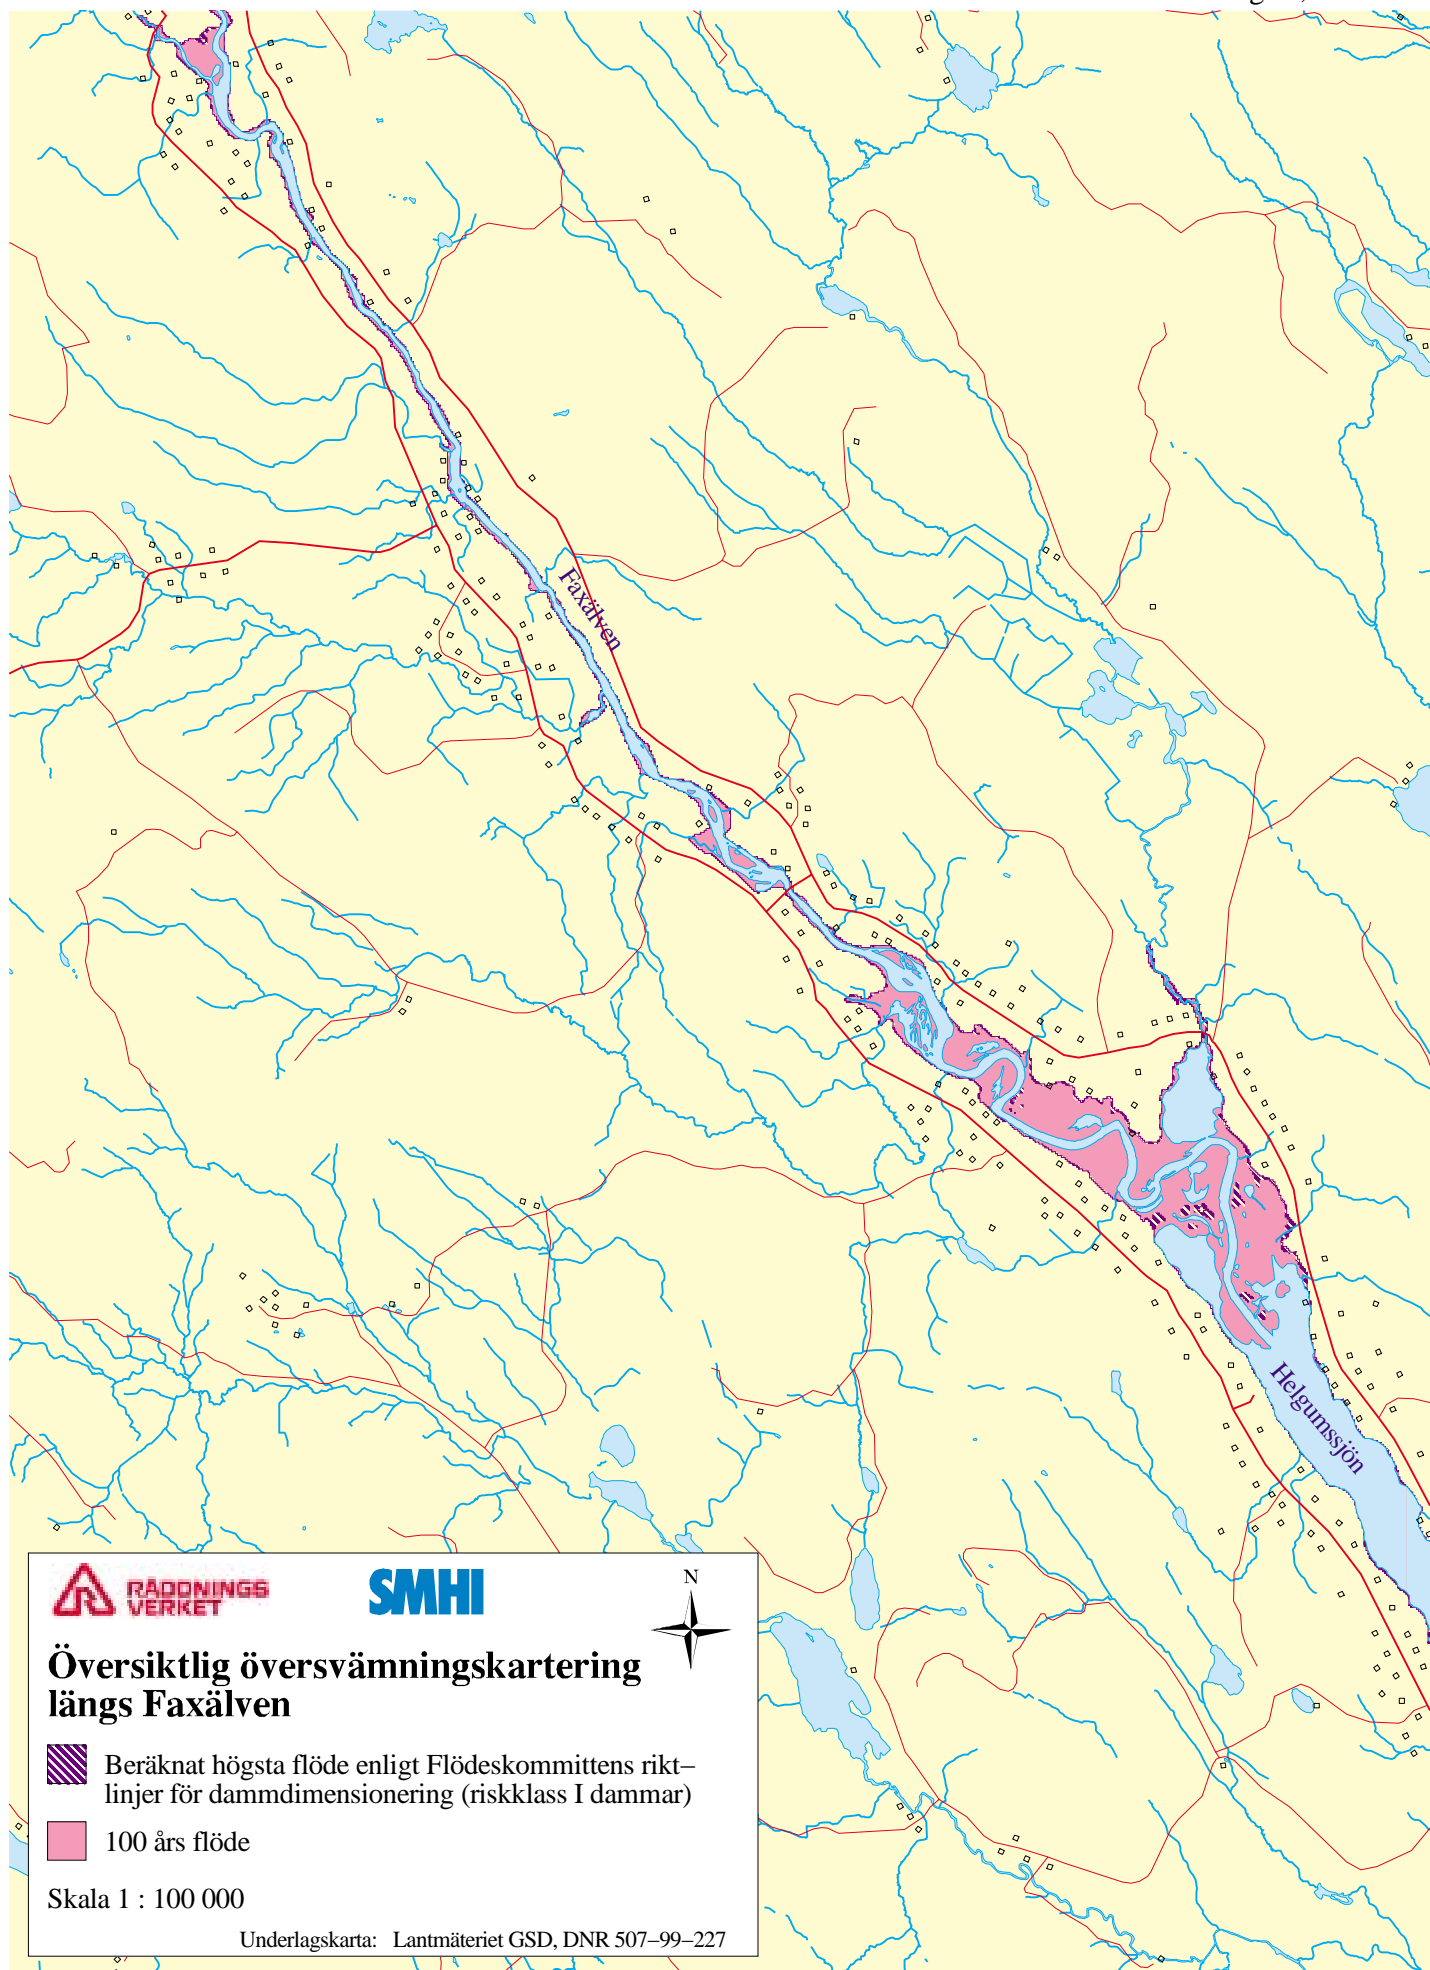 Faxälven
Helgumssjön
RÄDDNINGS
VERKET
SMHI
N
Översiktlig översvämningskartering
längs Faxälven
Beräknat högsta flöde enligt Flödeskommittens rikt–
linjer för dammdimensionering (riskklass I dammar)
100 års flöde
Skala 1 : 100 000
Underlagskarta: Lantmäteriet GSD, DNR 507–99–227